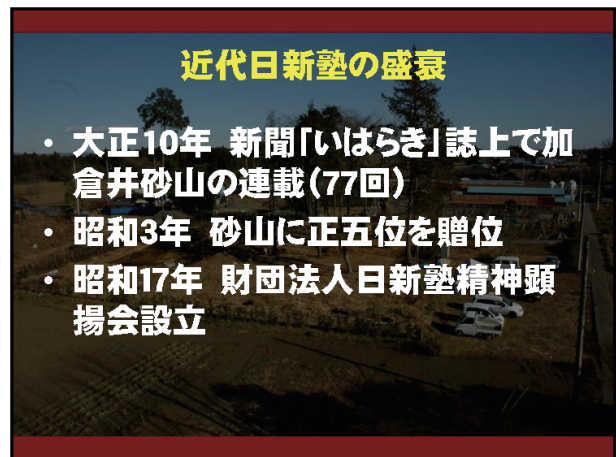 近代日新塾の盛衰
・ 大正10年 新聞「いはらき」誌上で加
倉井砂山の連載(77回)
・ 昭和3年 砂山に正五位を贈位
・ 昭和17年 財団法人日新塾精神顕
揚会設立